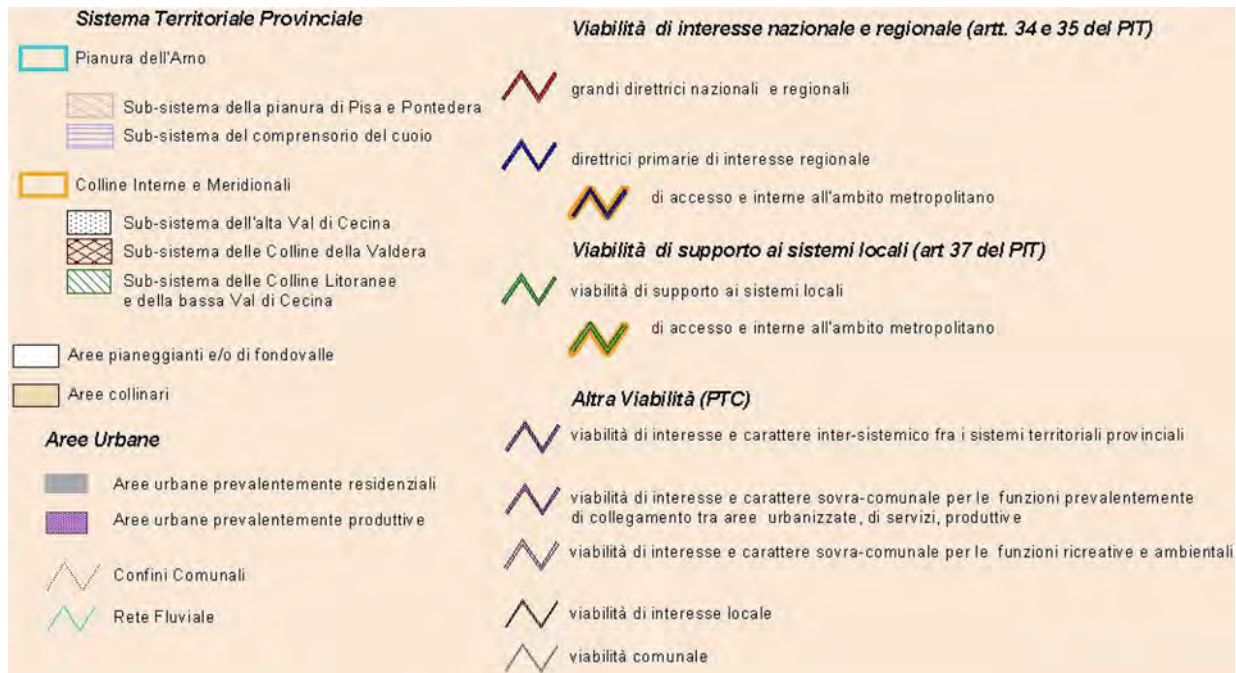 Sistema Territoriale Provinciale
Pianura dell'Arno
Sub-sistema della pianura di Pisa e Pontedera
Sub-sistema del comprensorio del cuoio
Colline Interne e Meridionali
Sub-sistema dell'alta Val di Cecina
Sub-sistema delle Colline della Valdera
Sub-sistema delle Colline Litoranee
e della bassa Val di Cecina
Aree pianeggianti e/o di fondovalle
Aree collinari
Aree Urbane
Aree urbane prevalentemente residenziali
Aree urbane prevalentemente produttive
Confini Comunali
Rete Fluviale
Viabilità di interesse nazionale e regionale (artt. 34 e 35 del PIT)
grandi direttrici nazionali e regionali
direttrici primarie di interesse regionale
di accesso e interne all'ambito metropolitano
Viabilità di supporto ai sistemi locali (art 37 del PIT)
viabilità di supporto ai sistemi locali
di accesso e interne all'ambito metropolitano
Altra Viabilità (PTC)
viabilità di interesse e carattere inter-sistemico fra i sistemi territoriali provinciali
viabilità di interesse e carattere sovra-comunale per le funzioni prevalentemente
di collegamento tra aree urbanizzate, di servizi, produttive
viabilità di interesse e carattere sovra-comunale per le funzioni ricreative e ambientali
viabilità di interesse locale
viabilità comunale